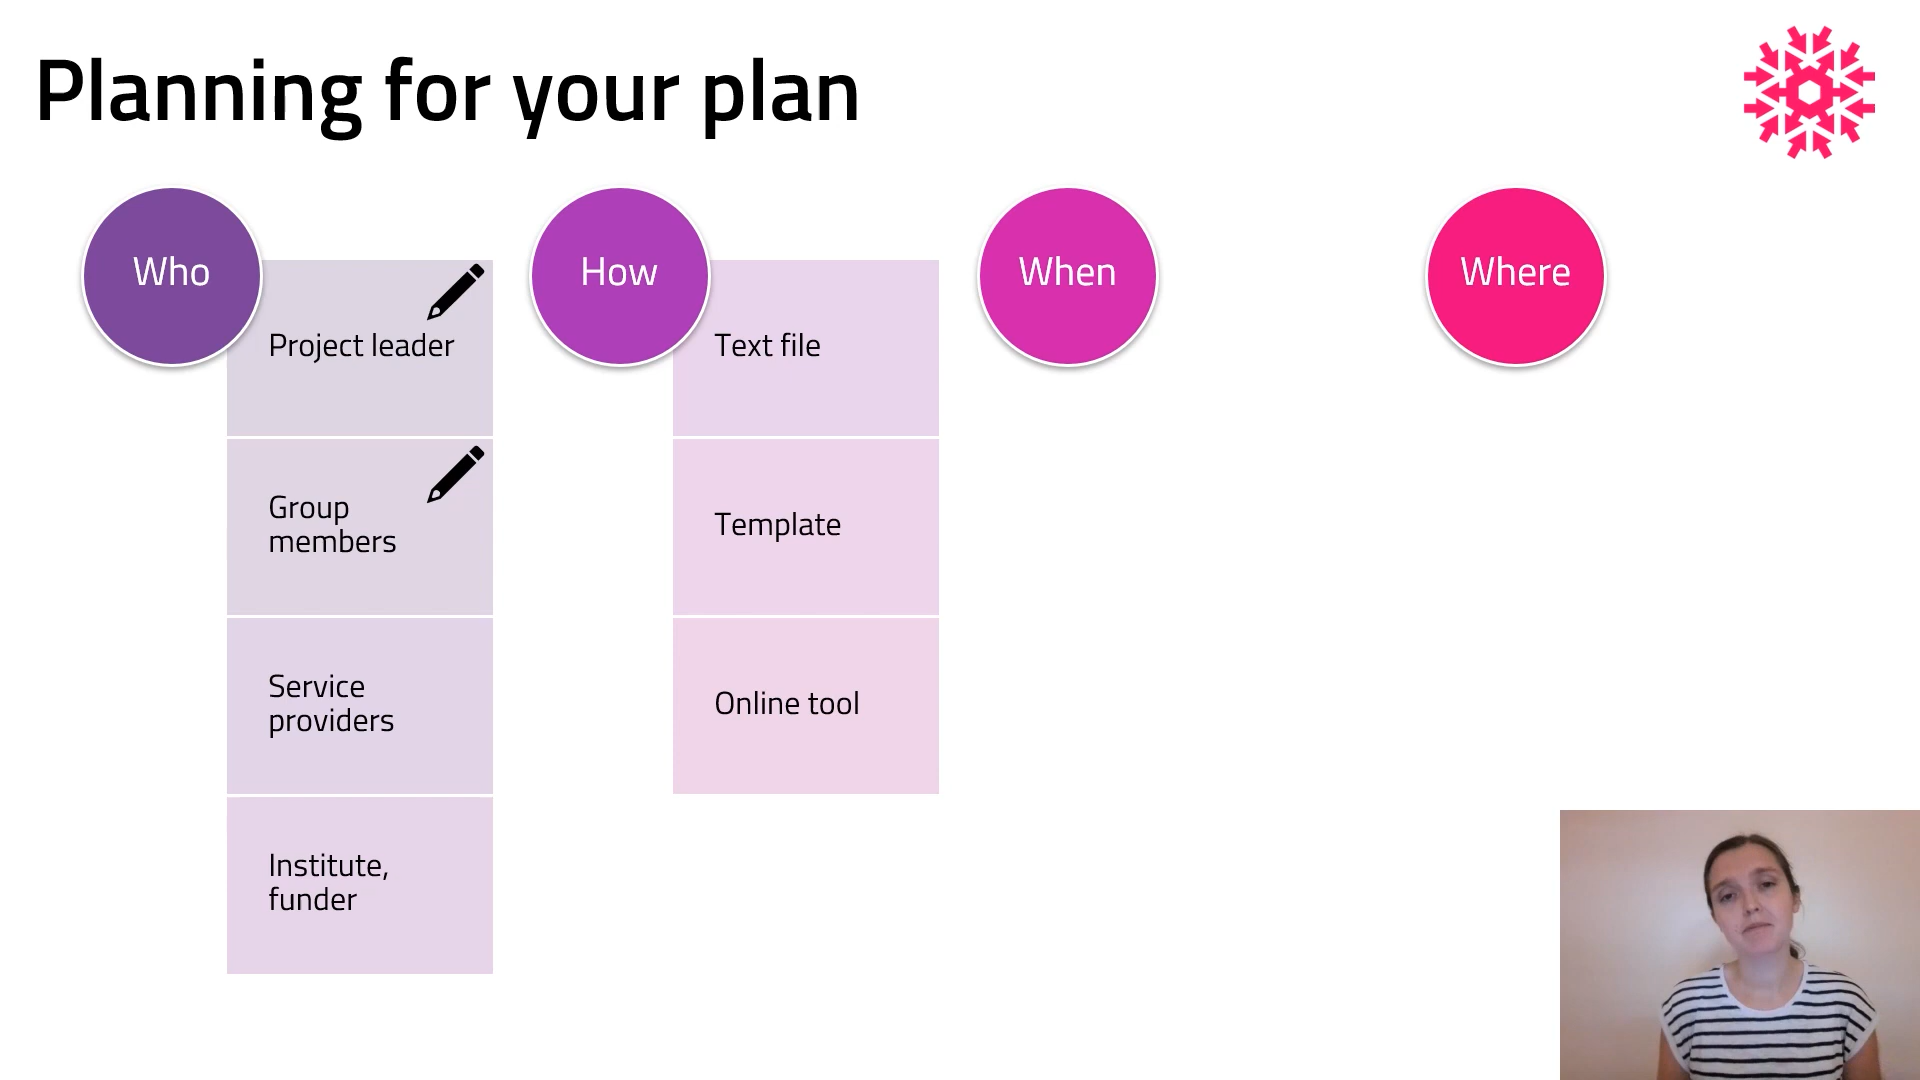 Planning for your plan
Who
Project leader
Group
members
Service
providers
Institute,
funder
How
Text file
Template
Online tool
When
Where